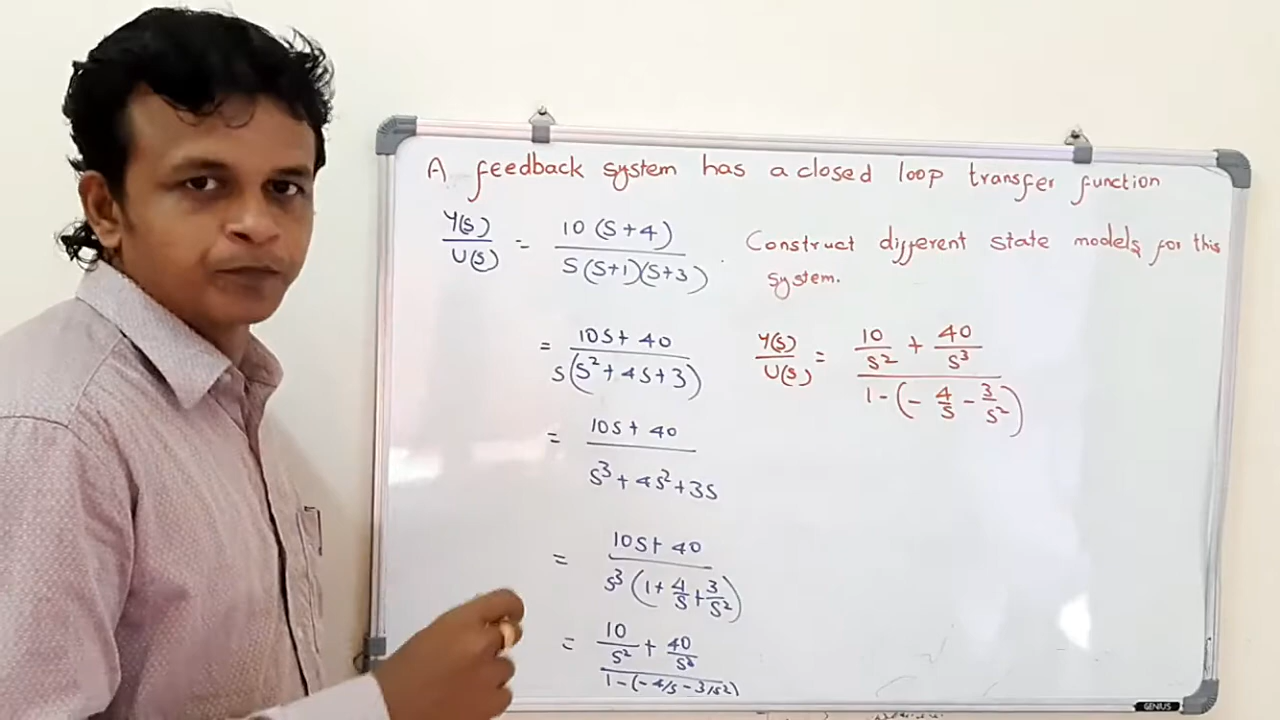 A feedback system has a closed loop transfer function
Y(s)/U(s) = 10(s+4) / s(s+1)(s+3) . Construct different state models for this
system.
= 10s+40 / s(s²+4s+3)
Y(s)/U(s) = (10/s² + 40/s³) / (1-(-4/s - 3/s²))
= 10s+40 / s³+4s²+3s
= 10s+40 / s³(1+4/s+3/s²)
= (10/s² + 40/s³) / 1-(-4/s-3/s²)
GENIUS